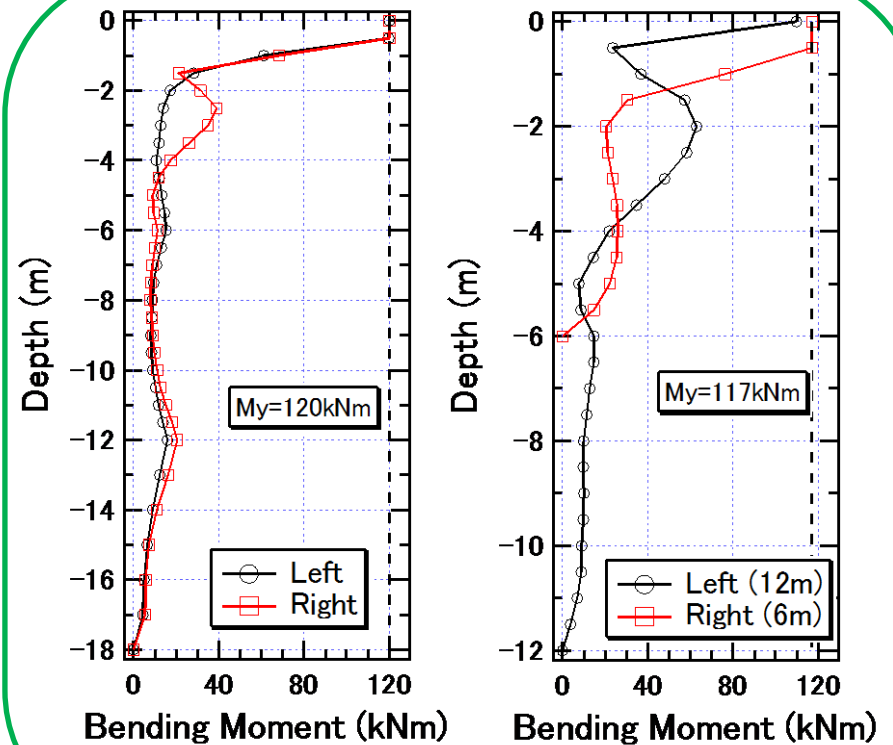 0
-2
-4
-6
-8
-10
-12
-14
-16
-18
Depth (m)
My=120kNm
Left
Right
0
40
80
120
Bending Moment (kNm)
0
-2
-4
-6
-8
-10
-12
Depth (m)
My=117kNm
Left (12m)
Right (6m)
0
40
80
120
Bending Moment (kNm)